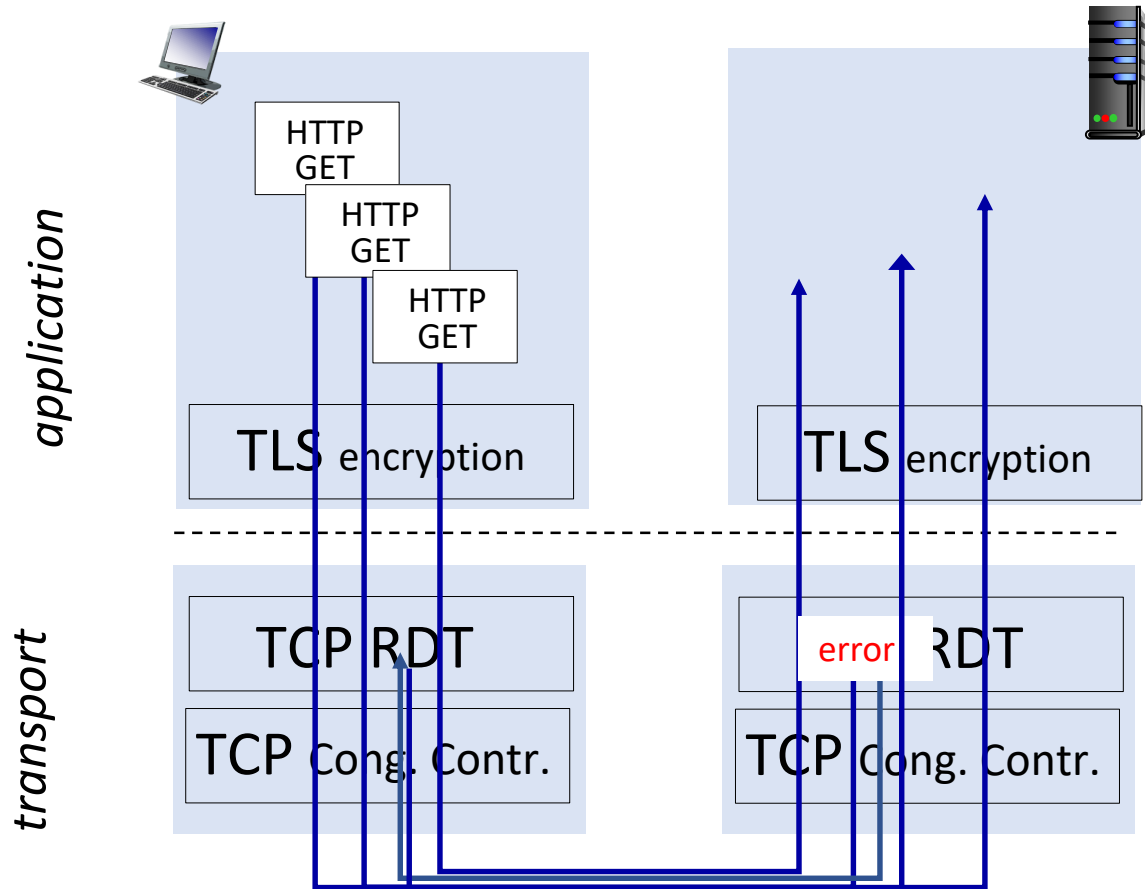 application
HTTP
GET
HTTP
GET
HTTP
GET
TLS encryption
TLS encryption
transport
TCP RDT
error RDT
TCP Cong. Contr.
TCP Cong. Contr.